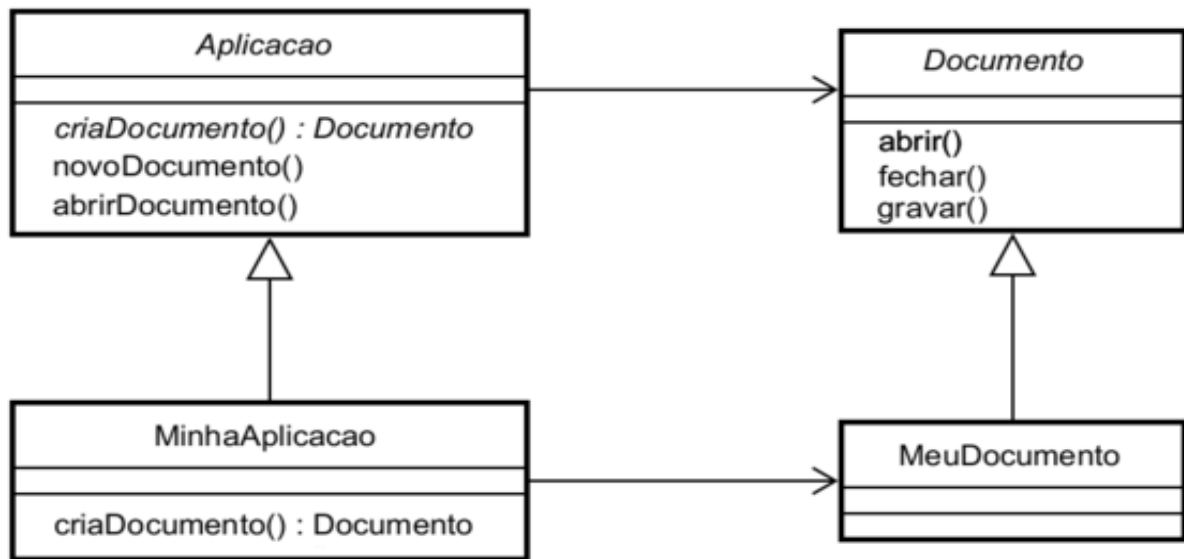 Aplicacao
criaDocumento() : Documento
novoDocumento()
abrirDocumento()
Documento
abrir()
fechar()
gravar()
MinhaAplicacao
criaDocumento() : Documento
MeuDocumento